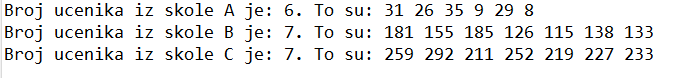 Broj ucenika iz skole A je: 6. To su: 31 26 35 9 29 8
Broj ucenika iz skole B je: 7. To su: 181 155 185 126 115 138 133
Broj ucenika iz skole C je: 7. To su: 259 292 211 252 219 227 233